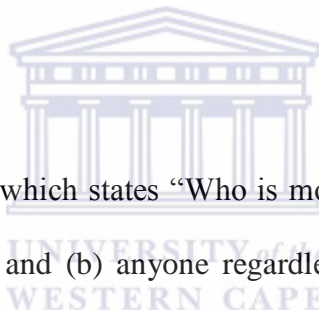 which states “Who is mo
UNIVERSITY of the
and (b) anyone regardle
WESTERN CAPE